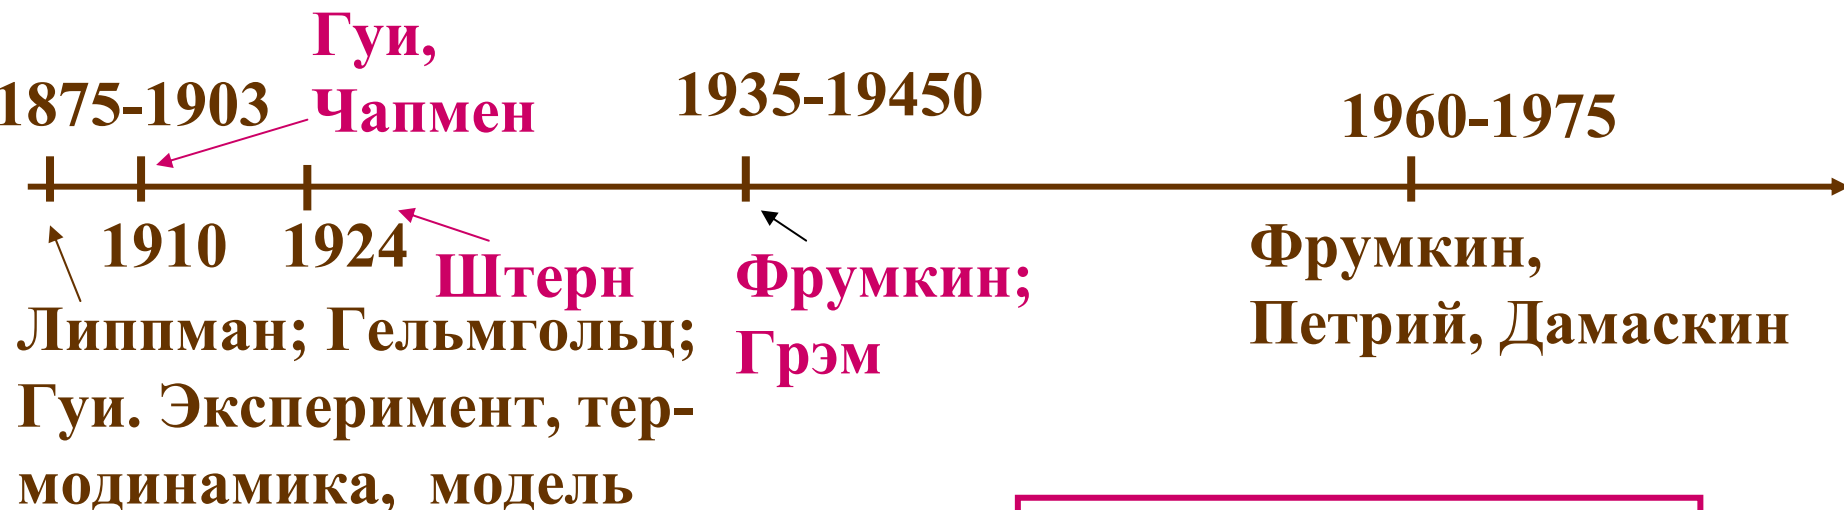 Гуи,
Чапмен
1875-1903
1935-19450
1960-1975
1910
1924
Штерн
Фрумкин;
Грэм
Фрумкин,
Петрий, Дамаскин
Липпман; Гельмгольц;
Гуи. Эксперимент, тер-
модинамика, модель